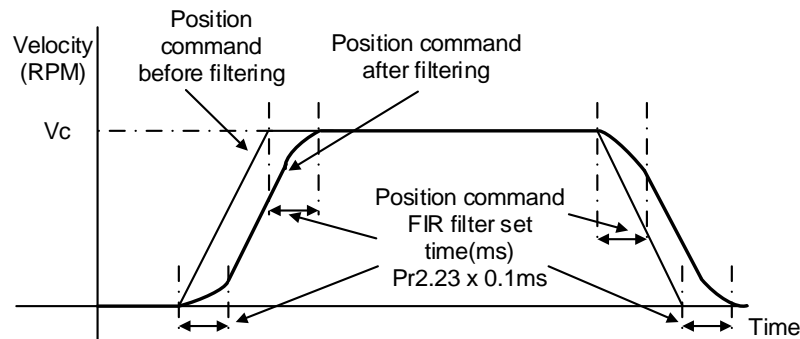 Position
command
before filtering
Position command
after filtering
Velocity
(RPM)
Vc
Position command
FIR filter set
time(ms)
Pr2.23 x 0.1ms
Time